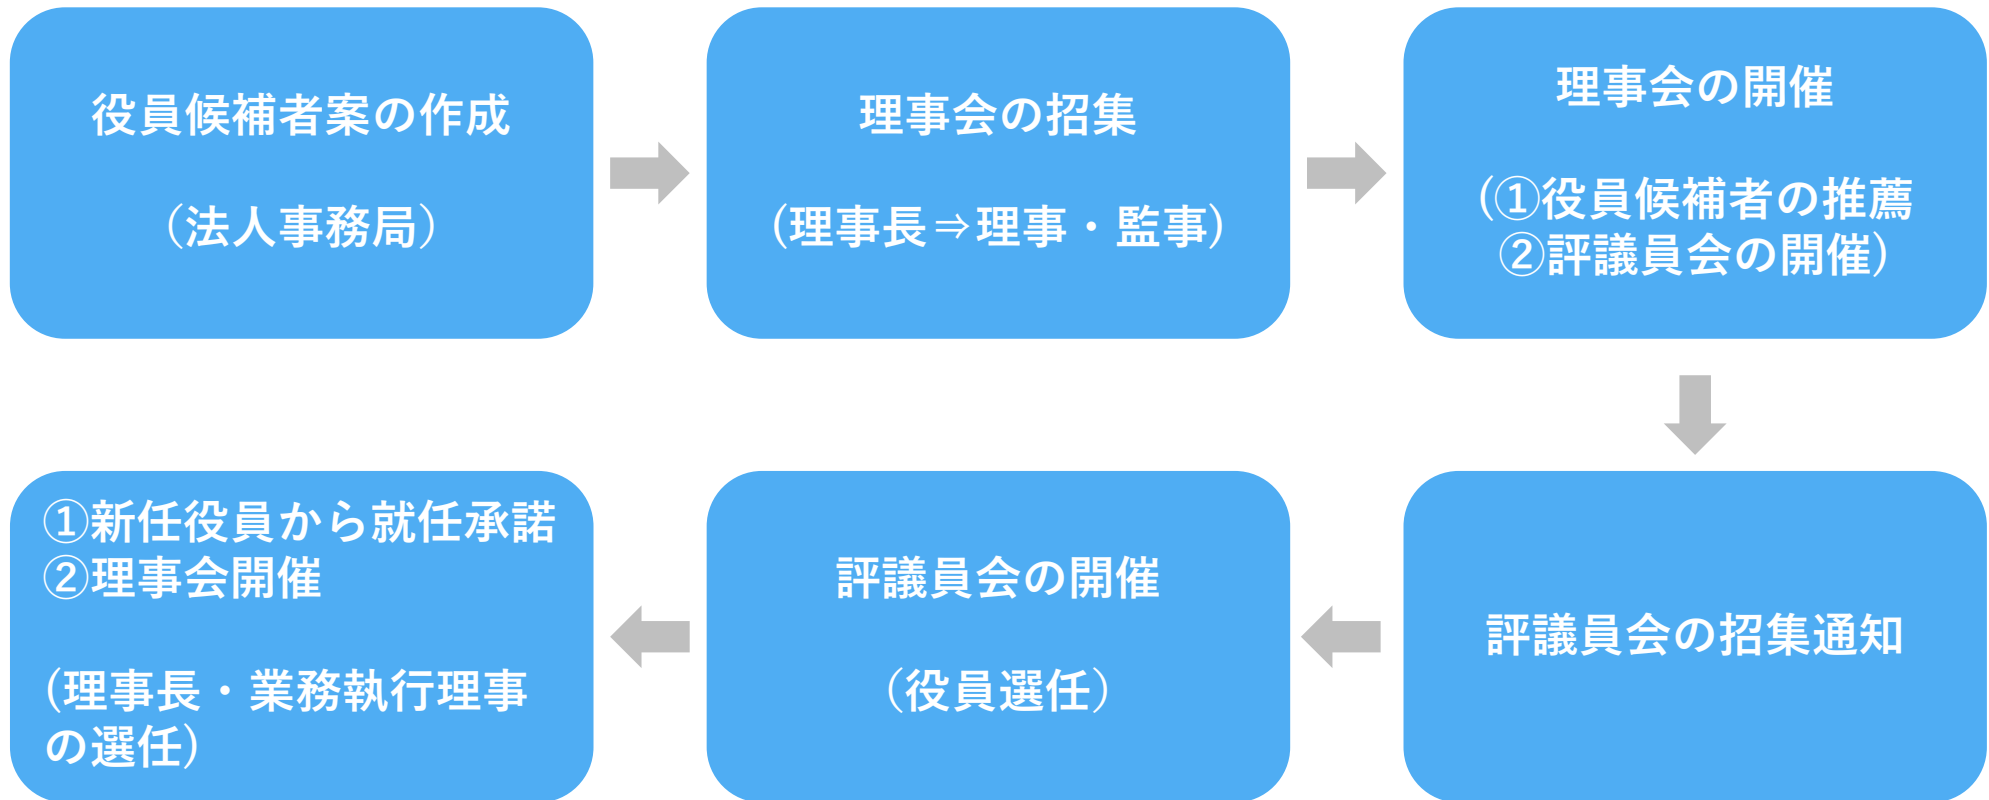 役員候補者案の作成
（法人事務局）
理事会の招集
(理事長⇒理事・監事)
理事会の開催
(①役員候補者の推薦
②評議員会の開催)
評議員会の招集通知
評議員会の開催
（役員選任）
①新任役員から就任承諾
②理事会開催
(理事長・業務執行理事
の選任)